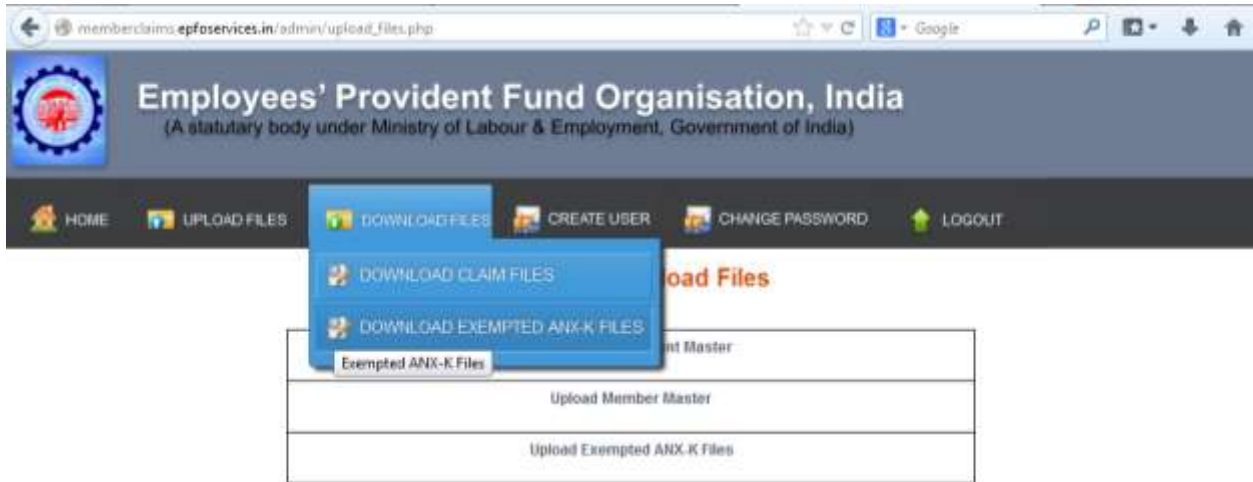 memberclaims.epfoservices.in/admin/upload_files.php
Google
Employees' Provident Fund Organisation, India
(A statutary body under Ministry of Labour & Employment, Government of India)
HOME UPLOAD FILES DOWNLOAD FILES CREATE USER CHANGE PASSWORD LOGOUT
DOWNLOAD CLAIM FILES
oad Files
DOWNLOAD EXEMPTED ANX-K FILES
nt Master
Exempted ANX-K Files
Upload Member Master
Upload Exempted ANX-K Files